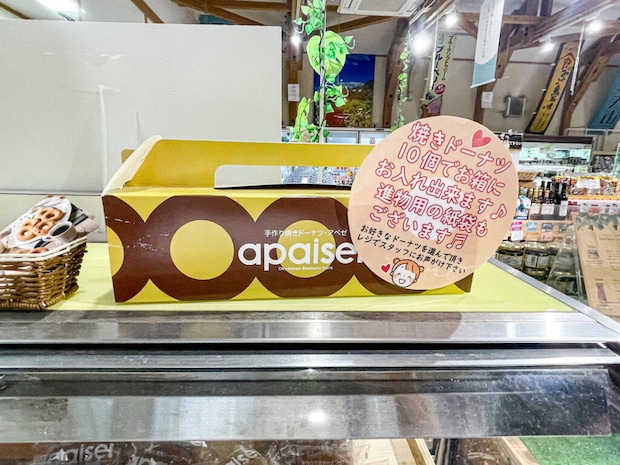 手作り焼きドーナツ・アペゼ
apaiser
焼きドーナツ
10個でお箱に
お入れ出来ます♪
進物用の紙袋も
ございます♬
お好きなドーナツを選んで頂き
レジでスタッフにお声がけ下さい
apaiser